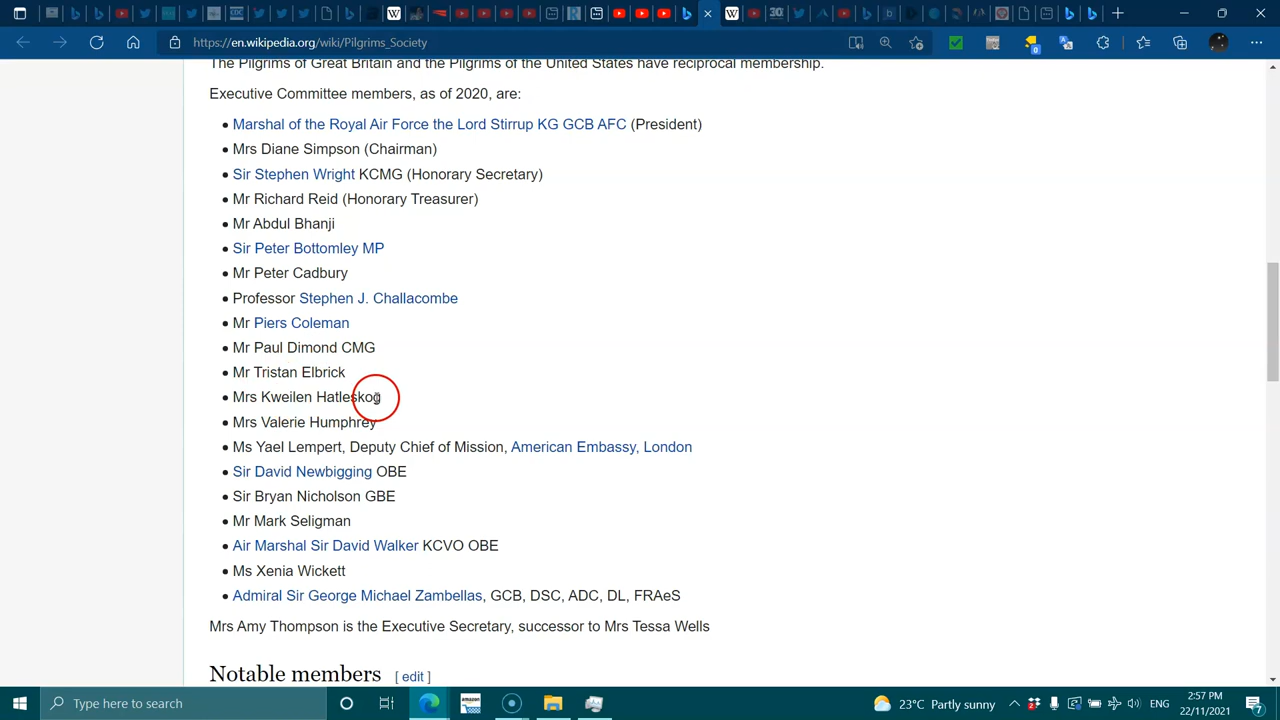 https://en.wikipedia.org/wiki/Pilgrims_Society
The Pilgrims of Great Britain and the Pilgrims of the United States have reciprocal membership.
Executive Committee members, as of 2020, are:
Marshal of the Royal Air Force the Lord Stirrup KG GCB AFC (President)
Mrs Diane Simpson (Chairman)
Sir Stephen Wright KCMG (Honorary Secretary)
Mr Richard Reid (Honorary Treasurer)
Mr Abdul Bhanji
Sir Peter Bottomley MP
Mr Peter Cadbury
Professor Stephen J. Challacombe
Mr Piers Coleman
Mr Paul Dimond CMG
Mr Tristan Elbrick
Mrs Kweilen Hatleskog
Mrs Valerie Humphrey
Ms Yael Lempert, Deputy Chief of Mission, American Embassy, London
Sir David Newbigging OBE
Sir Bryan Nicholson GBE
Mr Mark Seligman
Air Marshal Sir David Walker KCVO OBE
Ms Xenia Wickett
Admiral Sir George Michael Zambellas, GCB, DSC, ADC, DL, FRAeS
Mrs Amy Thompson is the Executive Secretary, successor to Mrs Tessa Wells
Notable members [ edit ]
Type here to search
amazon
23°C Partly sunny
ENG
2:57 PM
22/11/2021